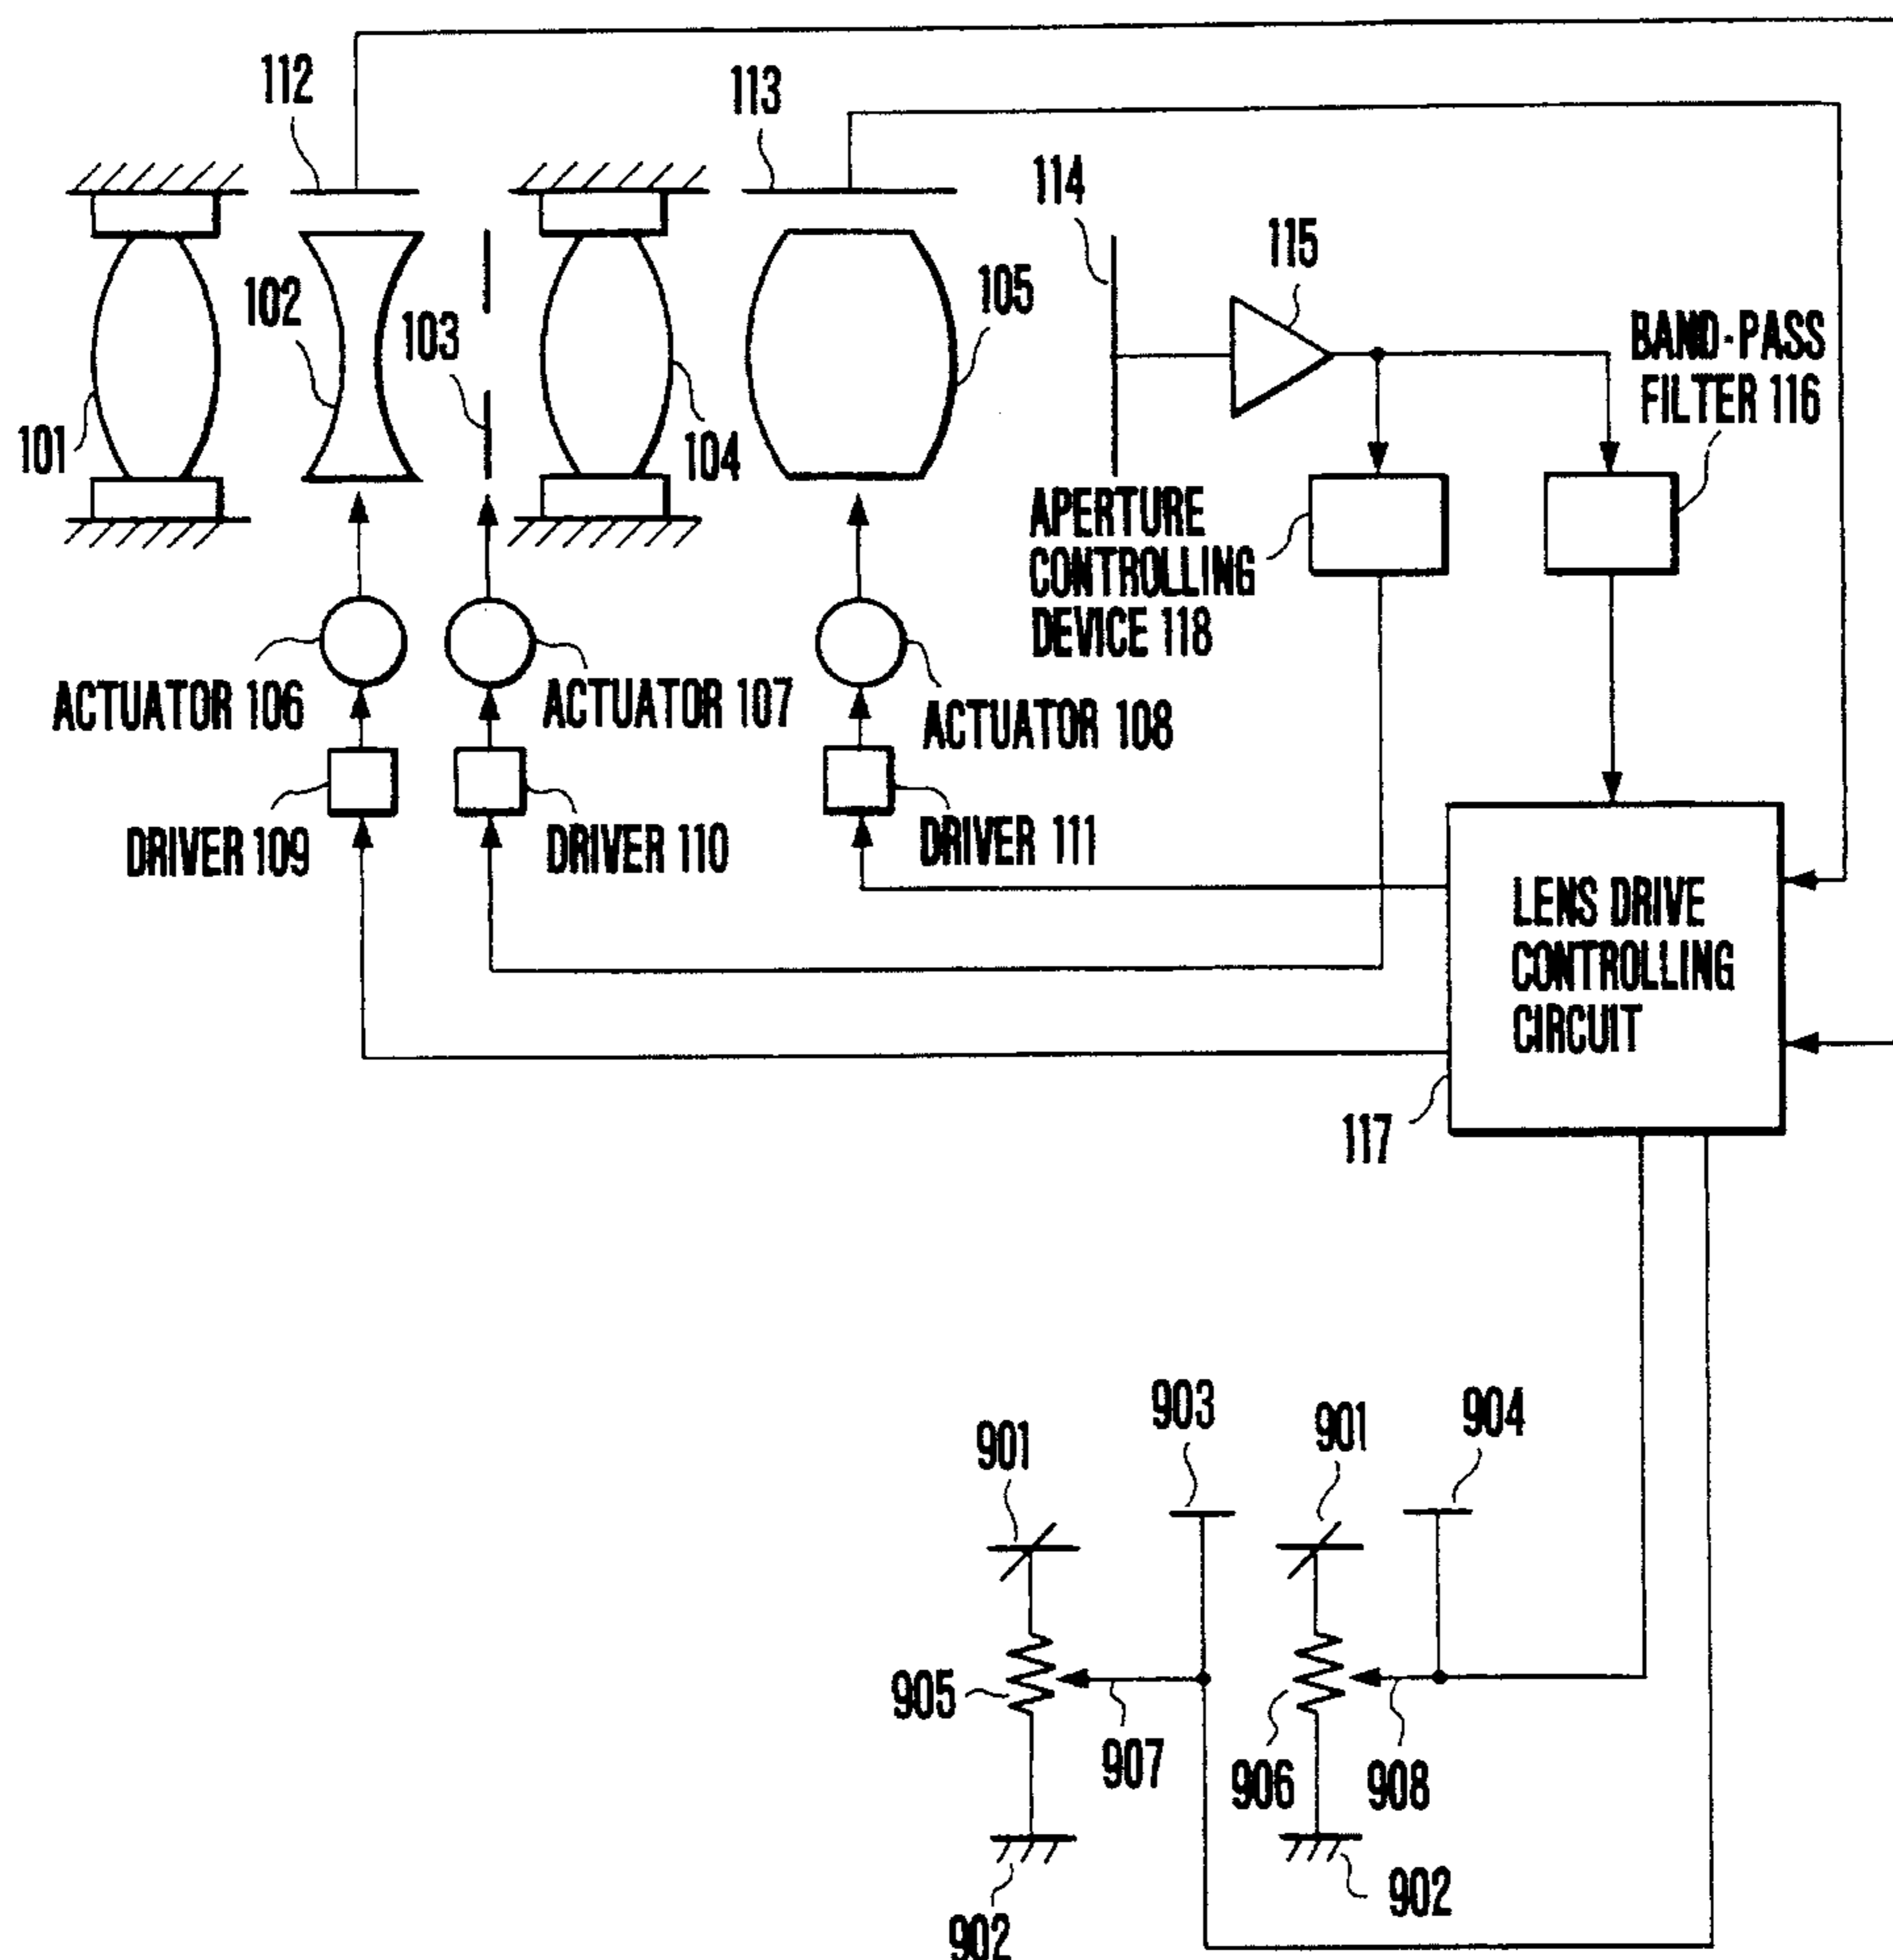 112
113
114
115
102
103
105
BAND-PASS
FILTER 116
101
104
APERTURE
CONTROLLING
DEVICE 118
ACTUATOR 106
ACTUATOR 107
ACTUATOR 108
DRIVER 109
DRIVER 110
DRIVER 111
LENS DRIVE
CONTROLLING
CIRCUIT
117
903
904
901
901
905
907
906
908
902
902